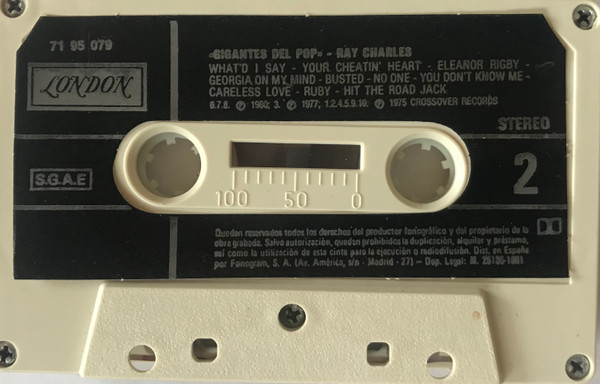 71 95 079
LONDON
«GIGANTES DEL POP» - RAY CHARLES
WHAT'D I SAY - YOUR CHEATIN' HEART - ELEANOR RIGBY -
GEORGIA ON MY MIND - BUSTED - NO ONE - YOU DON'T KNOW ME -
CARELESS LOVE - RUBY - HIT THE ROAD JACK
6.7.8. ℗ 1960; 3. ℗ 1977; 1.2.4.5.9.10; ℗ 1975 CROSSOVER RECORDS
STEREO
S.G.A.E
2
100 50 0
Quedan reservados todos los derechos del productor fonográfico y del propietario de la
obra grabada. Salvo autorización, quedan prohibidos la duplicación, alquiler y préstamo,
así como la utilización de esta cinta para la ejecución o radiodifusión. Dist. en España
por Fonogram, S. A. (Av. América, s/n - Madrid - 27) - Dep. Legal: M.